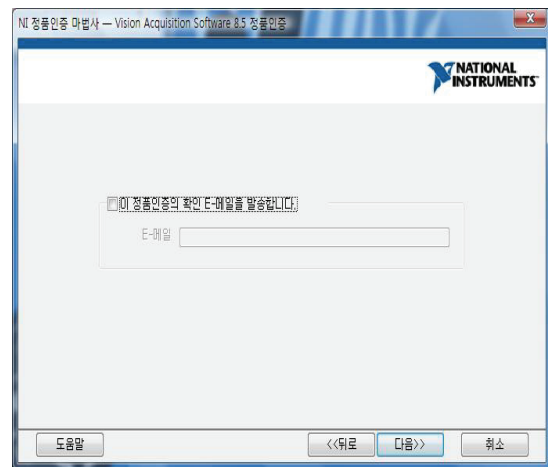 NI 정품인증 마법사 — Vision Acquisition Software 8.5 정품인증
NATIONAL
INSTRUMENTS
이 정품인증의 확인 E-메일을 발송합니다.
E-메일
도움말
<<뒤로
다음>>
취소